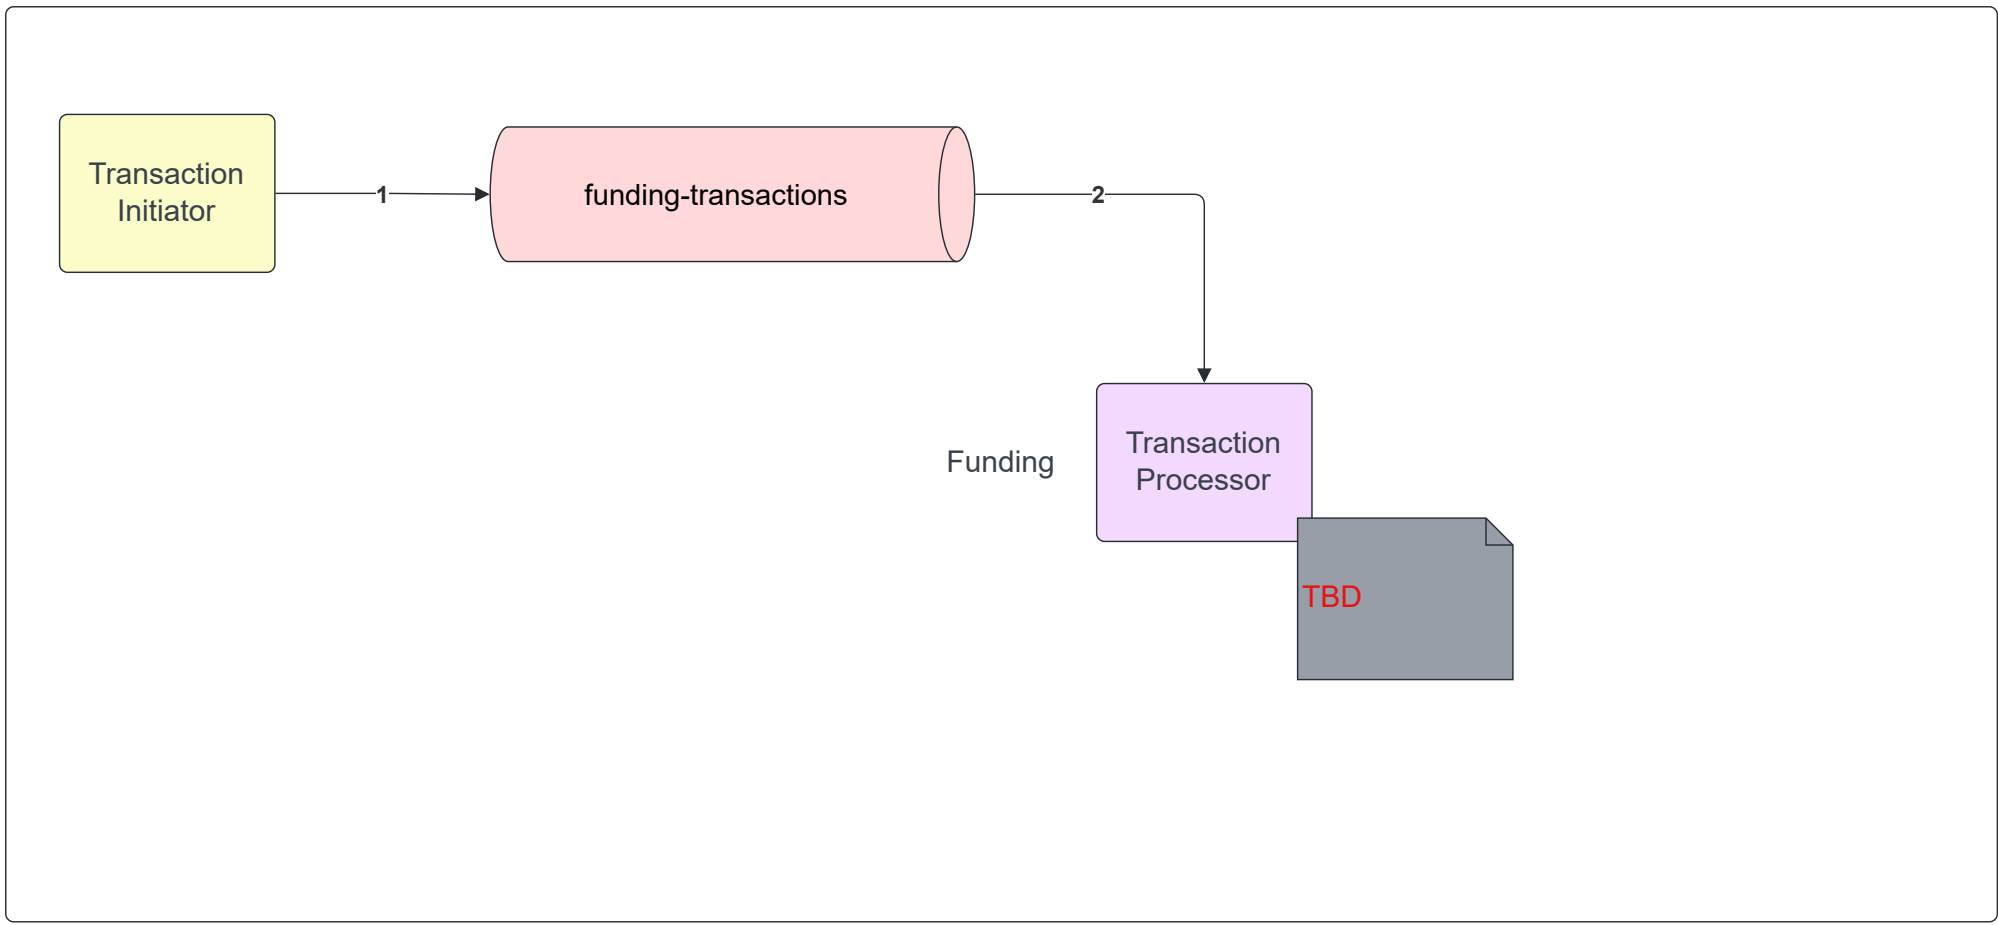 Transaction
Initiator
1
funding-transactions
2
Funding
Transaction
Processor
TBD